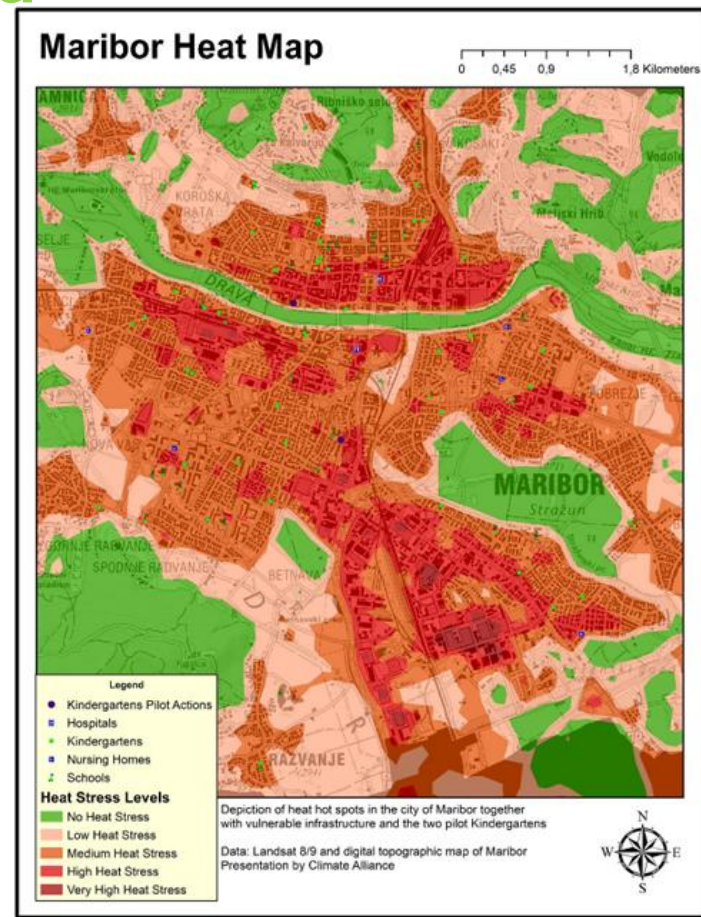 Maribor Heat Map
0 0,45 0,9 1,8 Kilometers
Ribniško selo
KOROŠKA
VRATA
Meljski Hrib
DRAVA
POBREŽJE
MARIBOR
Stražun
SPODNJE RADVANJE
BETNAVA
RAZVANJE
Legend
Kindergartens Pilot Actions
Hospitals
Kindergartens
Nursing Homes
Schools
Heat Stress Levels
No Heat Stress
Low Heat Stress
Medium Heat Stress
High Heat Stress
Very High Heat Stress
Depiction of heat hot spots in the city of Maribor together
with vulnerable infrastructure and the two pilot Kindergartens
Data: Landsat 8/9 and digital topographic map of Maribor
Presentation by Climate Alliance
N
W E
S